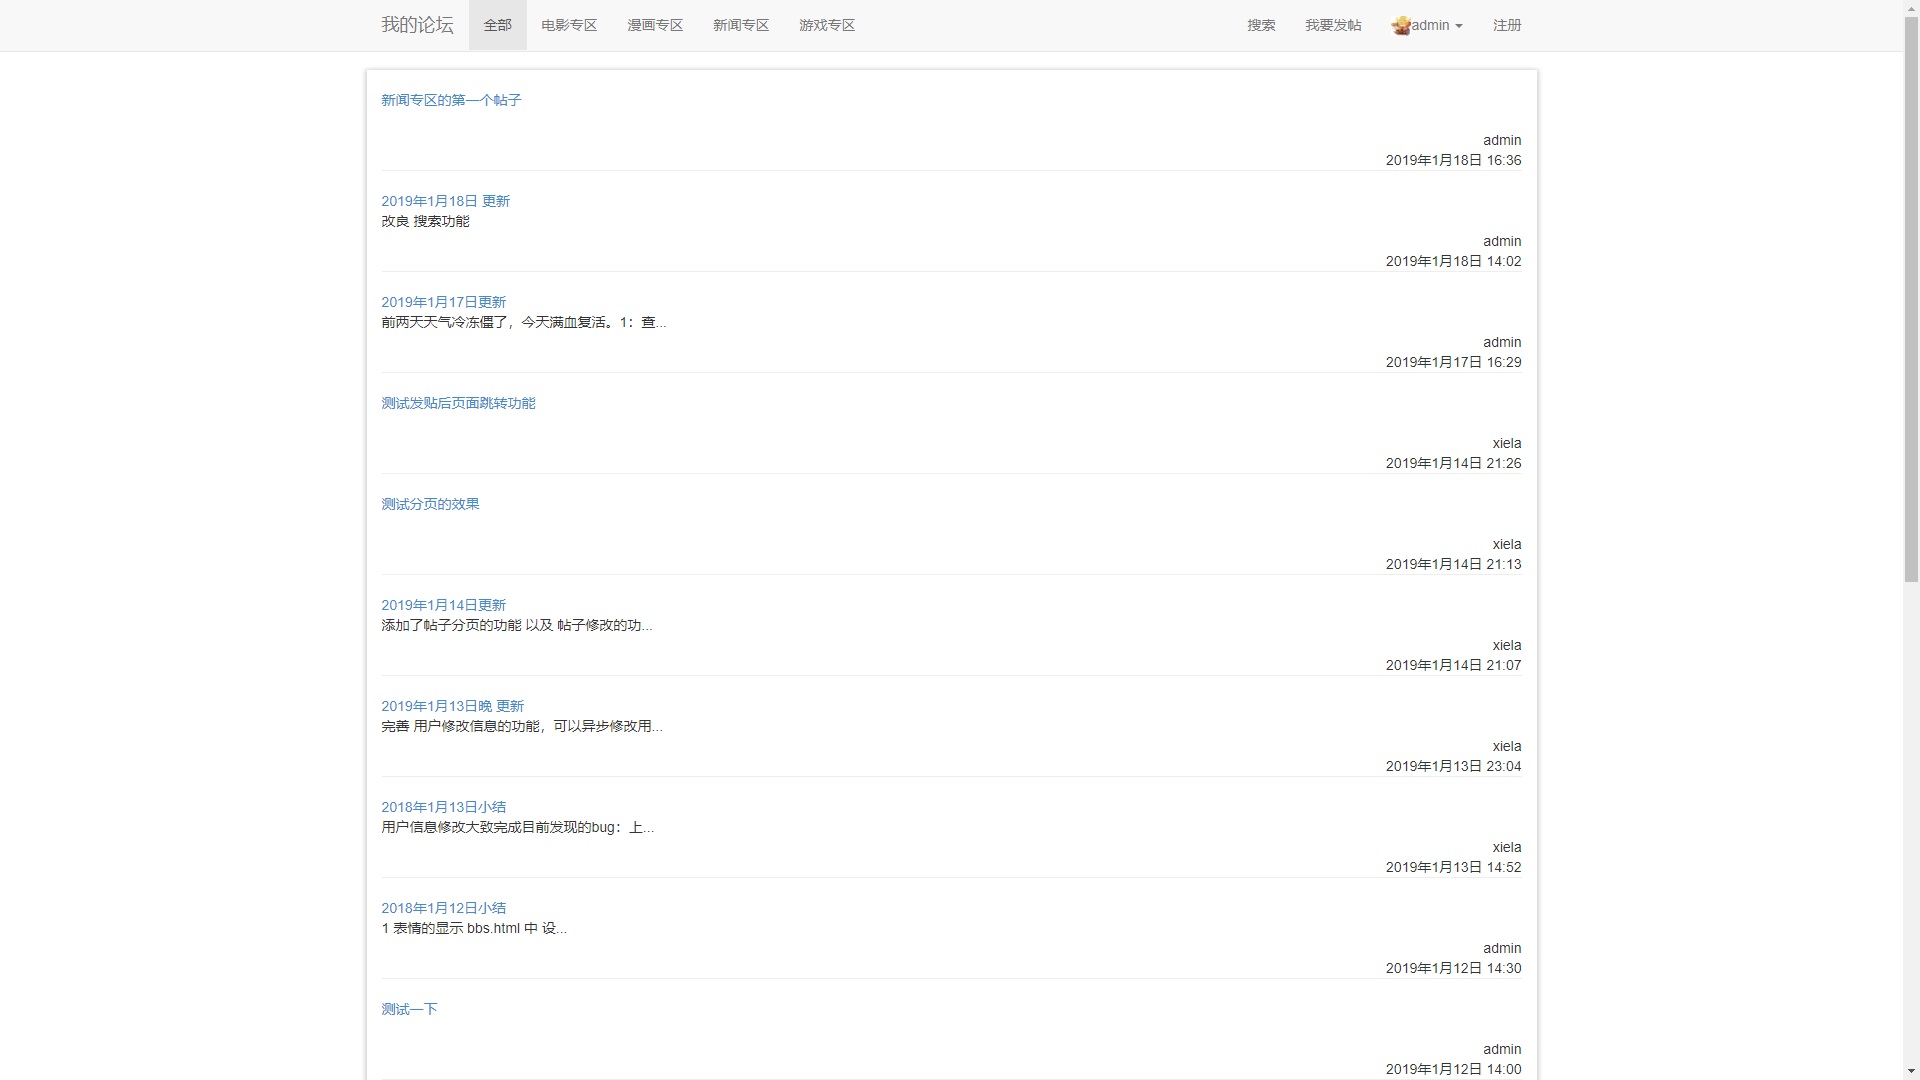 我的论坛 全部 电影专区 漫画专区 新闻专区 游戏专区 搜索 我要发帖 admin 注册
新闻专区的第一个帖子
admin
2019年1月18日 16:36
2019年1月18日 更新
改良 搜索功能
admin
2019年1月18日 14:02
2019年1月17日更新
前两天天气冷冻僵了，今天满血复活。1：查...
admin
2019年1月17日 16:29
测试发贴后页面跳转功能
xiela
2019年1月14日 21:26
测试分页的效果
xiela
2019年1月14日 21:13
2019年1月14日更新
添加了帖子分页的功能 以及 帖子修改的功...
xiela
2019年1月14日 21:07
2019年1月13日晚 更新
完善 用户修改信息的功能，可以异步修改用...
xiela
2019年1月13日 23:04
2018年1月13日小结
用户信息修改大致完成目前发现的bug：上...
xiela
2019年1月13日 14:52
2018年1月12日小结
1 表情的显示 bbs.html 中 设...
admin
2019年1月12日 14:30
测试一下
admin
2019年1月12日 14:00